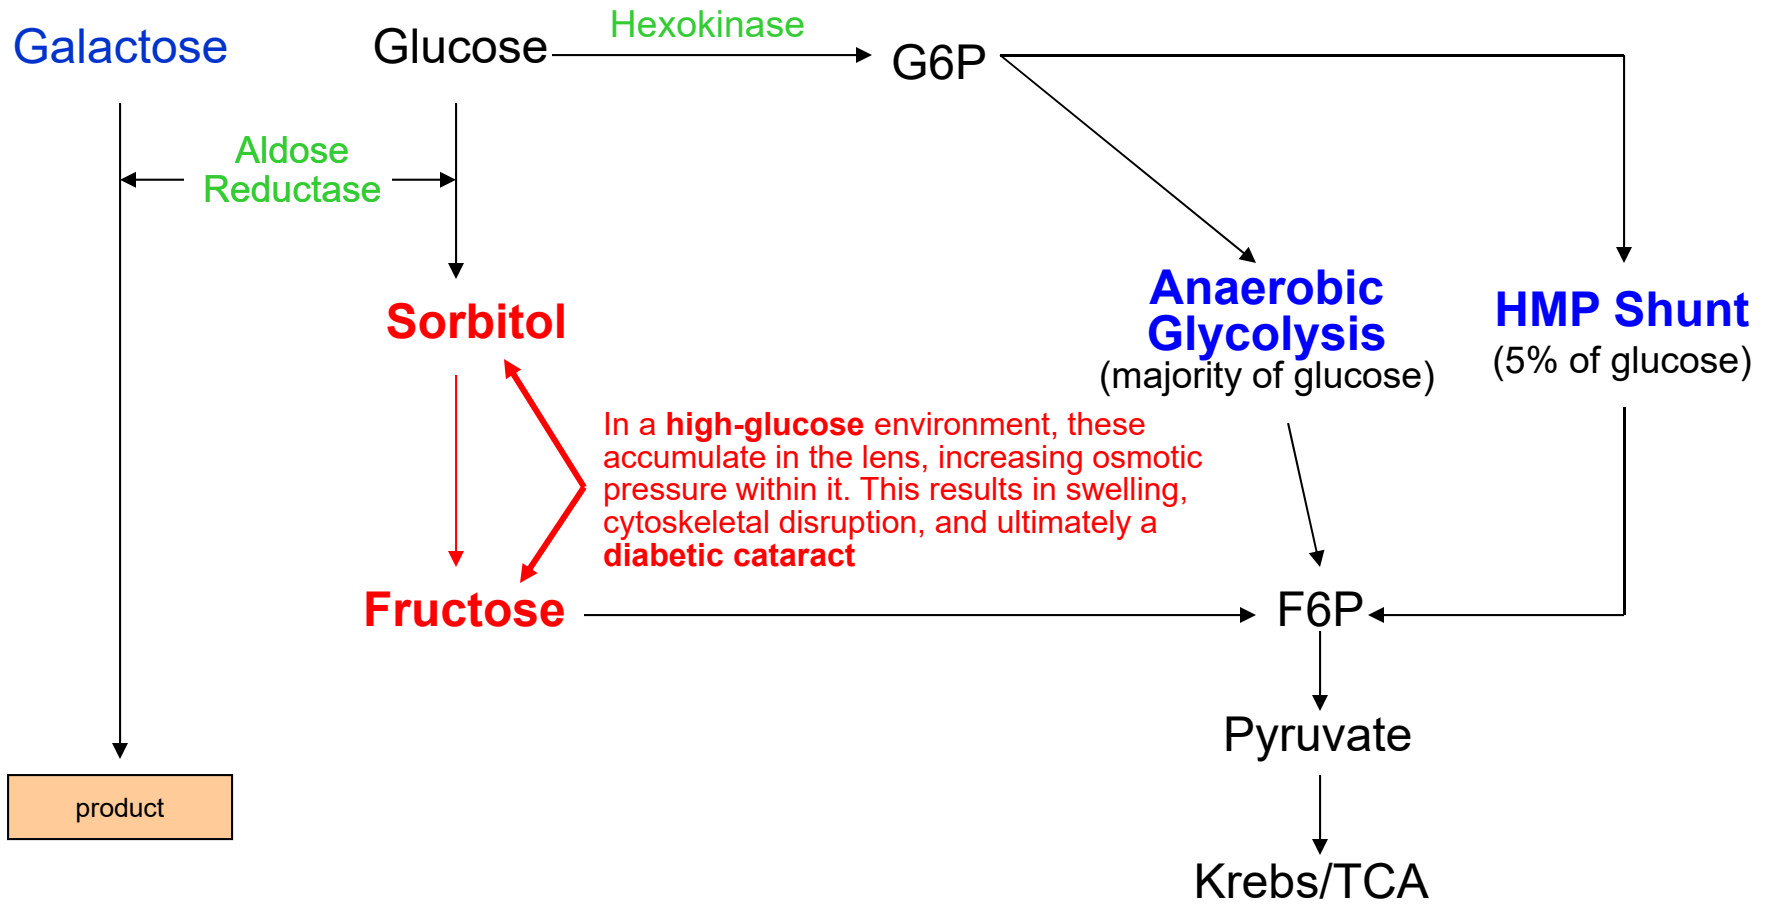 Galactose
Glucose
Hexokinase
G6P
Aldose
Reductase
Sorbitol
Anaerobic
Glycolysis
(majority of glucose)
HMP Shunt
(5% of glucose)
In a high-glucose environment, these
accumulate in the lens, increasing osmotic
pressure within it. This results in swelling,
cytoskeletal disruption, and ultimately a
diabetic cataract
Fructose
F6P
Pyruvate
product
Krebs/TCA